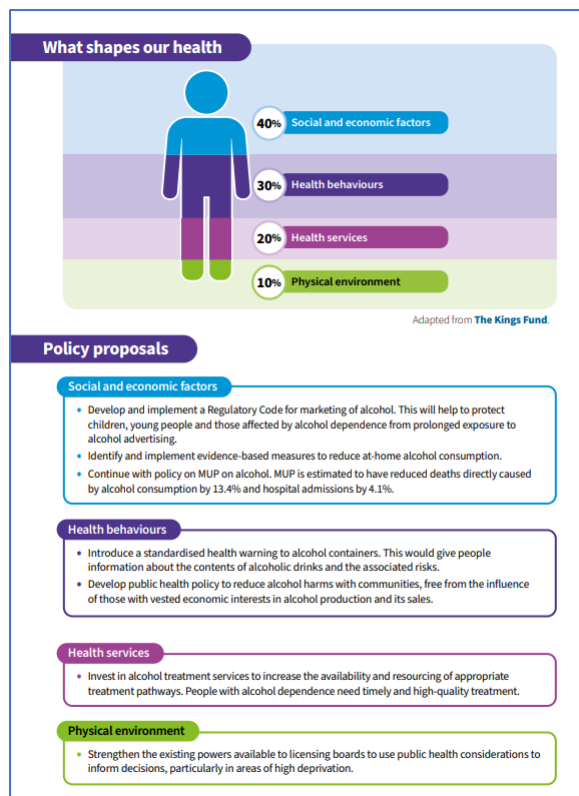 What shapes our health
40% Social and economic factors
30% Health behaviours
20% Health services
10% Physical environment
Adapted from The Kings Fund.
Policy proposals
Social and economic factors
• Develop and implement a Regulatory Code for marketing of alcohol. This will help to protect
children, young people and those affected by alcohol dependence from prolonged exposure to
alcohol advertising.
• Identify and implement evidence-based measures to reduce at-home alcohol consumption.
• Continue with policy on MUP on alcohol. MUP is estimated to have reduced deaths directly caused
by alcohol consumption by 13.4% and hospital admissions by 4.1%.
Health behaviours
• Introduce a standardised health warning to alcohol containers. This would give people
information about the contents of alcoholic drinks and the associated risks.
• Develop public health policy to reduce alcohol harms with communities, free from the influence
of those with vested economic interests in alcohol production and its sales.
Health services
• Invest in alcohol treatment services to increase the availability and resourcing of appropriate
treatment pathways. People with alcohol dependence need timely and high-quality treatment.
Physical environment
• Strengthen the existing powers available to licensing boards to use public health considerations to
inform decisions, particularly in areas of high deprivation.